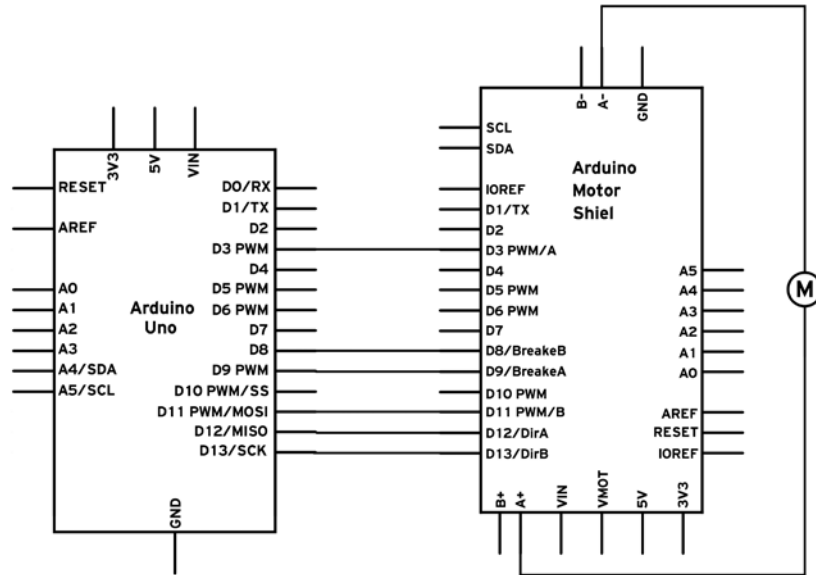 3V3
5V
VIN
RESET
AREF
A0
A1
A2
A3
A4/SDA
A5/SCL
Arduino
Uno
D0/RX
D1/TX
D2
D3 PWM
D4
D5 PWM
D6 PWM
D7
D8
D9 PWM
D10 PWM/SS
D11 PWM/MOSI
D12/MISO
D13/SCK
GND
B-
A-
GND
SCL
SDA
IOREF
D1/TX
D2
D3 PWM/A
D4
D5 PWM
D6 PWM
D7
D8/BreakeB
D9/BreakeA
D10 PWM
D11 PWM/B
D12/DirA
D13/DirB
Arduino
Motor
Shiel
A5
A4
A3
A2
A1
A0
AREF
RESET
IOREF
B+
A+
VIN
VMOT
5V
3V3
M